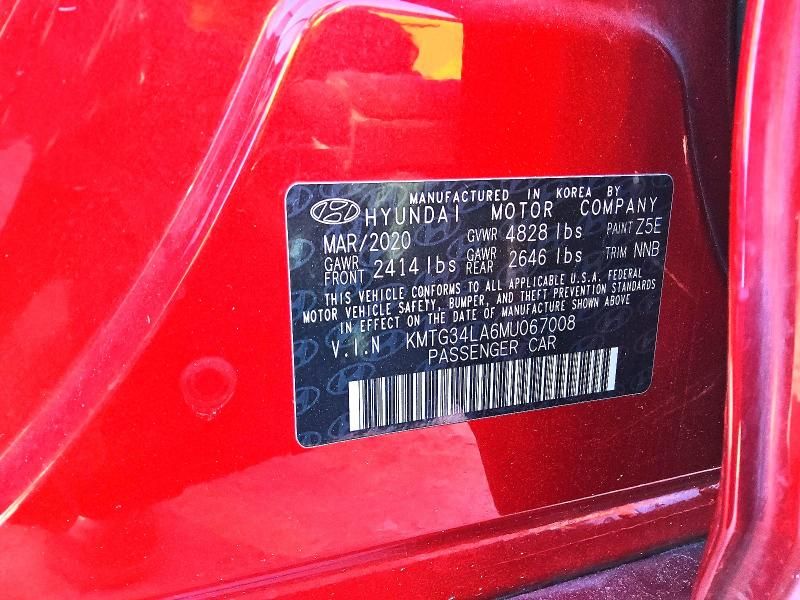 MANUFACTURED IN KOREA BY
HYUNDAI MOTOR COMPANY
MAR/2020 GVWR 4828 lbs PAINT Z5E
GAWR FRONT 2414 lbs GAWR REAR 2646 lbs TRIM NNB
THIS VEHICLE CONFORMS TO ALL APPLICABLE U.S.A. FEDERAL
MOTOR VEHICLE SAFETY, BUMPER, AND THEFT PREVENTION STANDARDS
IN EFFECT ON THE DATE OF MANUFACTURE SHOWN ABOVE
V.I.N KMTG34LA6MU067008
PASSENGER CAR